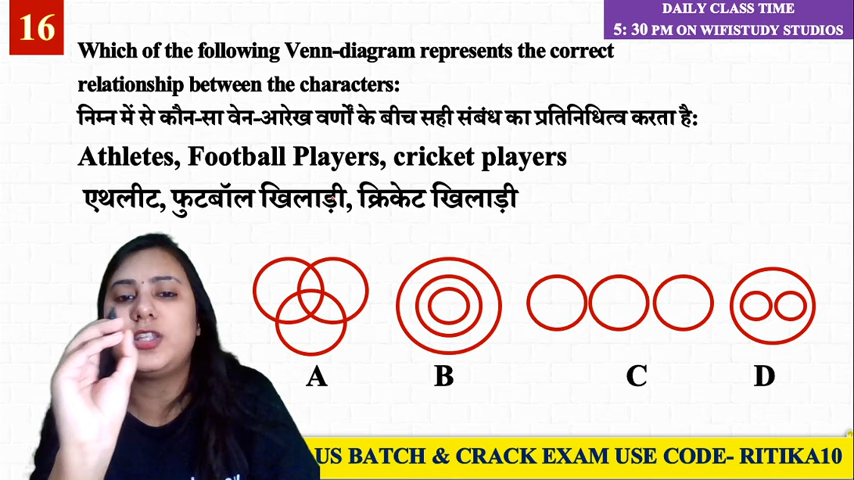 16
DAILY CLASS TIME
5: 30 PM ON WIFISTUDY STUDIOS
Which of the following Venn-diagram represents the correct
relationship between the characters:
निम्न में से कौन-सा वेन-आरेख वर्णों के बीच सही संबंध का प्रतिनिधित्व करता है:
Athletes, Football Players, cricket players
एथलीट, फुटबॉल खिलाड़ी, क्रिकेट खिलाड़ी
A B C D
US BATCH & CRACK EXAM USE CODE- RITIKA10